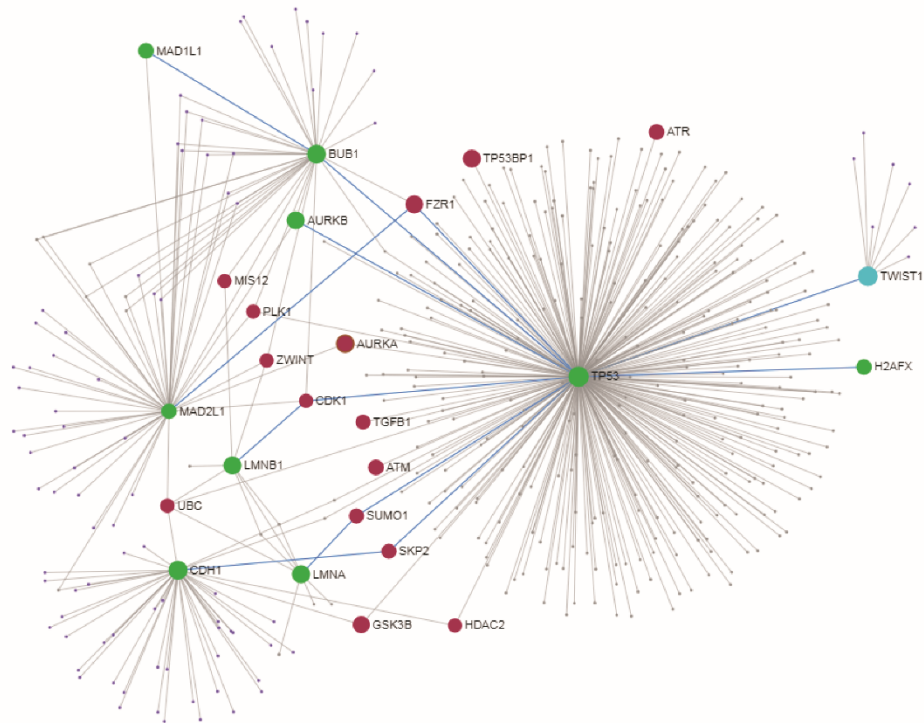 MAD1L1
ATR
BUB1
TP53BP1
FZR1
AURKB
TWIST1
MIS12
PLK1
AURKA
ZWINT
H2AFX
TP53
CDK1
MAD2L1
TGFB1
LMNB1
ATM
UBC
SUMO1
SKP2
CDH1
LMNA
GSK3B
HDAC2